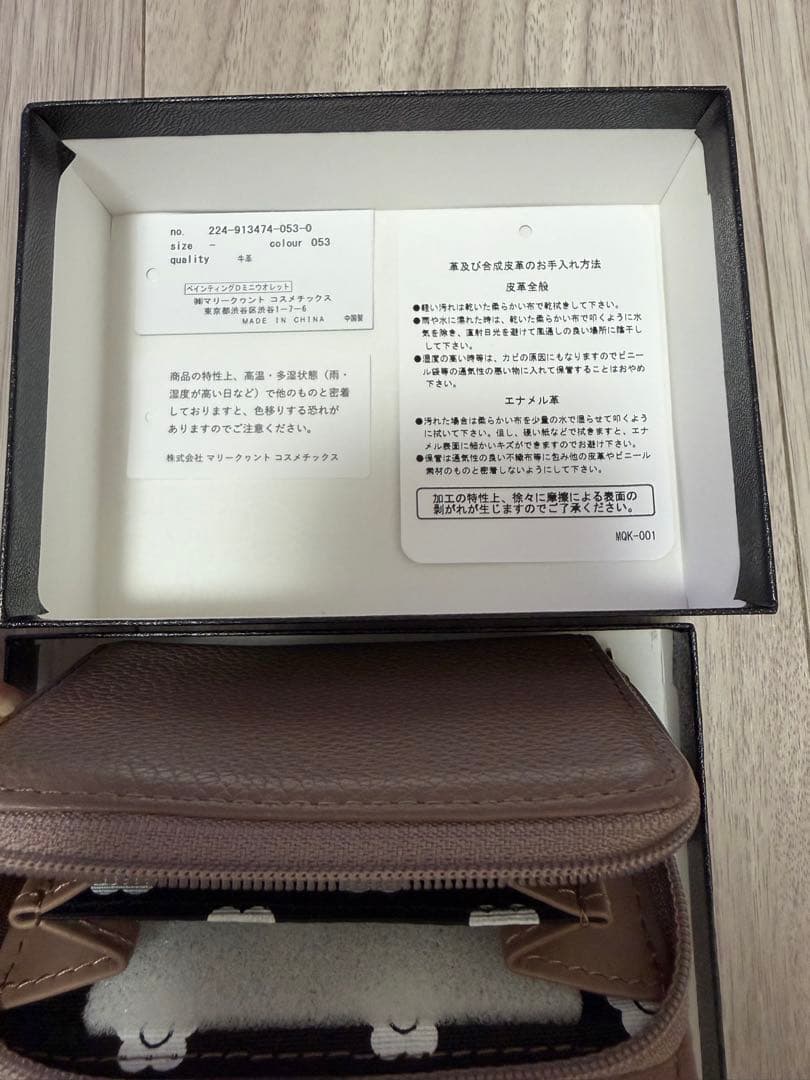 no. 224-913474-053-0
size - colour 053
quality 牛革
ペインティングDミニウオレット
㈱マリークヮント コスメチックス
東京都渋谷区渋谷1-7-6
MADE IN CHINA 中国製
商品の特性上、高温・多湿状態（雨・
湿度が高い日など）で他のものと密着
しておりますと、色移りする恐れが
ありますのでご注意ください。
株式会社 マリークヮント コスメチックス
革及び合成皮革のお手入れ方法
皮革全般
●軽い汚れは乾いた柔らかい布で乾拭きして下さい。
●雨や水に濡れた時は、乾いた柔らかい布で叩くように水
気を除き、直射日光を避けて風通しの良い場所に陰干し
して下さい。
●湿度の高い時等は、カビの原因にもなりますのでビニー
ル袋等の通気性の悪い物に入れて保管することはおやめ
下さい。
エナメル革
●汚れた場合は柔らかい布を少量の水で湿らせて叩くよう
に拭いて下さい。但し、硬い紙などで拭きますと、エナ
メル表面に細かいキズができますのでお避け下さい。
●保管は通気性の良い不織布等に包み他の皮革やビニール
素材のものと密着しないようにして下さい。
加工の特性上、徐々に摩擦による表面の
剥がれが生じますのでご了承ください。
MQK-001